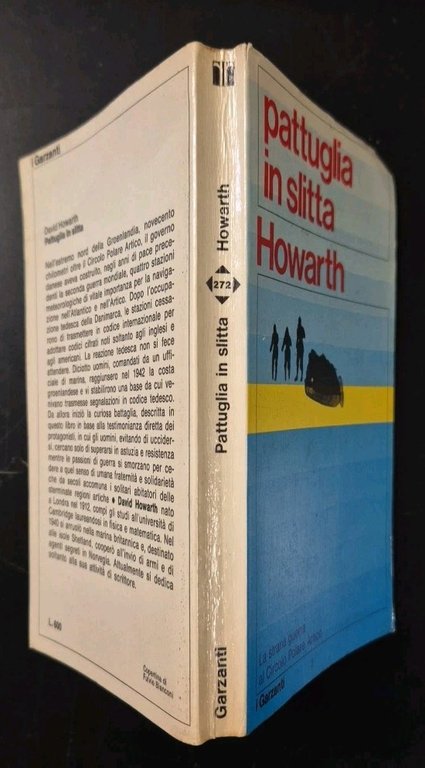 i Garzanti
David Howarth
Pattuglia in slitta
Nell'estremo nord della Groenlandia, novecento
chilometri oltre il Circolo Polare Artico, il governo
danese aveva costruito, negli anni di pace prece-
denti la seconda guerra mondiale, quattro stazioni
meteorologiche di vitale importanza per la naviga-
zione nell'Atlantico e nell'Artico. Dopo l'occupa-
zione tedesca della Danimarca, le stazioni cessa-
rono di trasmettere in codice internazionale per
adottare codici cifrati noti soltanto agli inglesi e
agli americani. La reazione tedesca non si fece
attendere. Diciotto uomini, comandati da un uffi-
ciale di marina, raggiunsero nel 1942 la costa
groenlandese e vi stabilirono una base da cui ve-
nivano trasmesse segnalazioni in codice tedesco.
Da allora iniziò la curiosa battaglia, descritta in
questo libro in base alla testimonianza diretta dei
protagonisti, in cui gli uomini, evitando di uccider-
si, cercano solo di superarsi in astuzia e resistenza
mentre le passioni di guerra si smorzano per ce-
dere a quel senso di umana fraternità e solidarietà
che da secoli accomuna i solitari abitatori delle
sterminate regioni artiche ● David Howarth nato
a Londra nel 1912, compì gli studi all'università di
Cambridge laureandosi in fisica e matematica. Nel
1940 si arruolò nella marina britannica e, destinato
alle isole Shetland, cooperò all'invio di armi e di
agenti segreti in Norvegia. Attualmente si dedica
soltanto alla sua attività di scrittore.
L. 600
Copertina di
Fulvio Bianconi
Howarth
272
Pattuglia in slitta
Garzanti
pattuglia
in slitta
Howarth
La strana guerra
al Circolo Polare Artico
i Garzanti